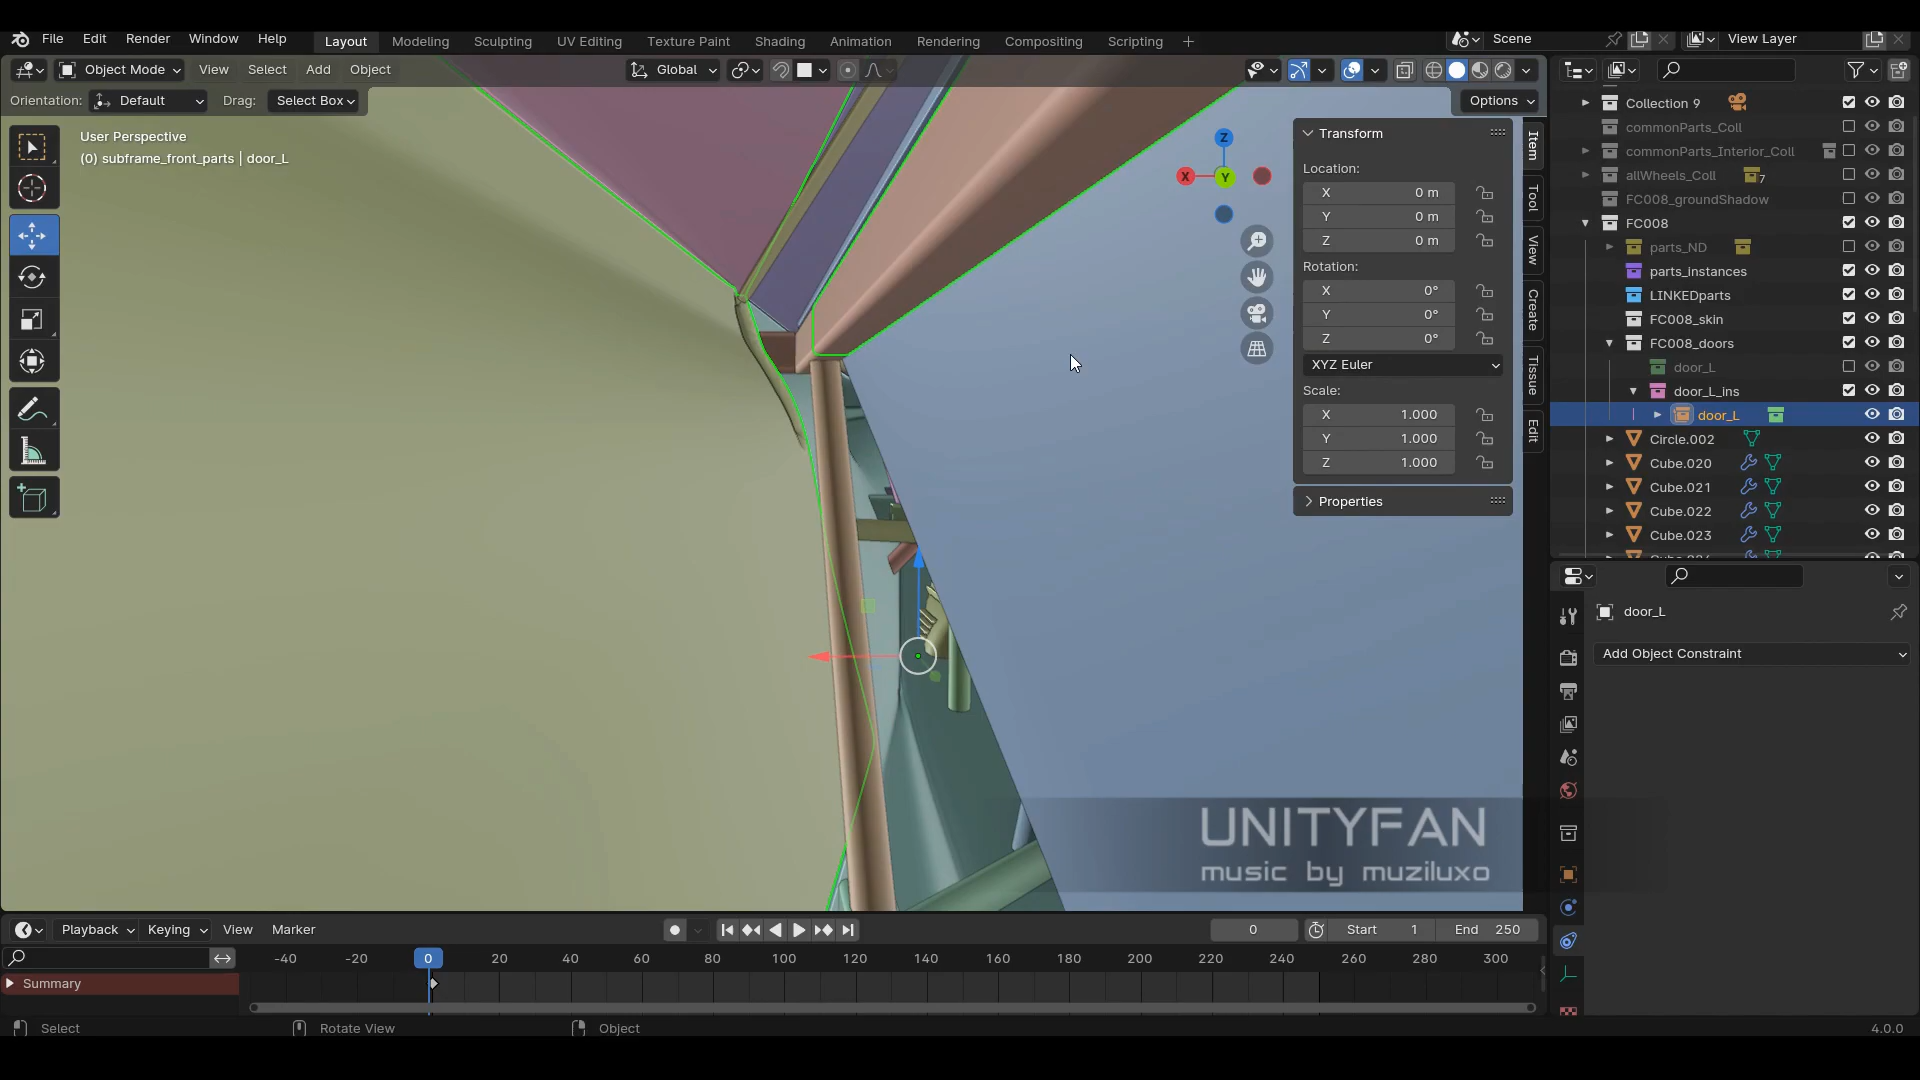 File Edit Render Window Help
Layout Modeling Sculpting UV Editing Texture Paint Shading Animation Rendering Compositing Scripting +
Scene View Layer
Object Mode View Select Add Object
Global
Orientation: Default Drag: Select Box
Options
User Perspective
(0) subframe_front_parts | door_L
Z
X Y
Transform
Location:
X 0 m
Y 0 m
Z 0 m
Rotation:
X 0°
Y 0°
Z 0°
XYZ Euler
Scale:
X 1.000
Y 1.000
Z 1.000
Properties
Item
Tool
View
Create
Tissue
Edit
Collection 9
commonParts_Coll
commonParts_Interior_Coll
allWheels_Coll 7
FC008_groundShadow
FC008
parts_ND
parts_instances
LINKEDparts
FC008_skin
FC008_doors
door_L
door_L_ins
door_L
Circle.002
Cube.020
Cube.021
Cube.022
Cube.023
door_L
Add Object Constraint
UNITYFAN
music by muziluxo
Playback Keying View Marker
0 Start 1 End 250
-40 -20 0 20 40 60 80 100 120 140 160 180 200 220 240 260 280 300
Summary
Select Rotate View Object 4.0.0